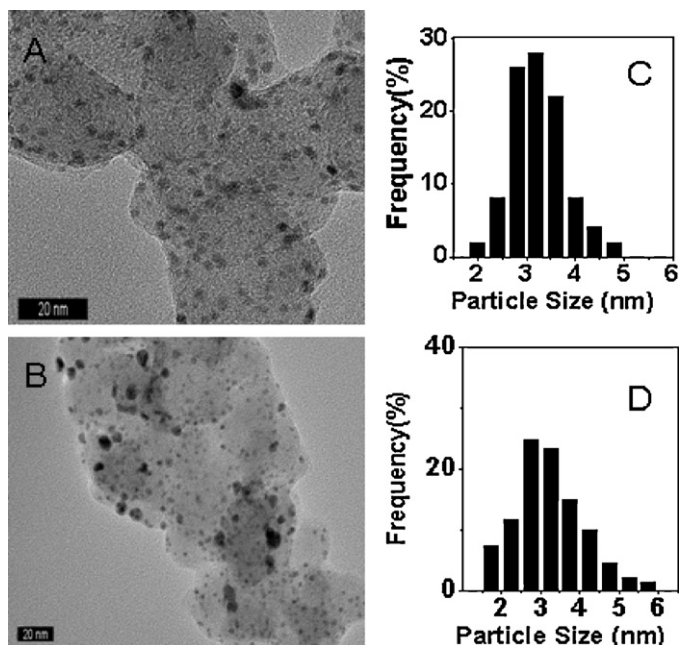 A
20 nm
C
Frequency(%)
30
20
10
0
2 3 4 5 6
Particle Size (nm)
B
20 nm
D
Frequency(%)
40
20
0
2 3 4 5 6
Particle Size (nm)